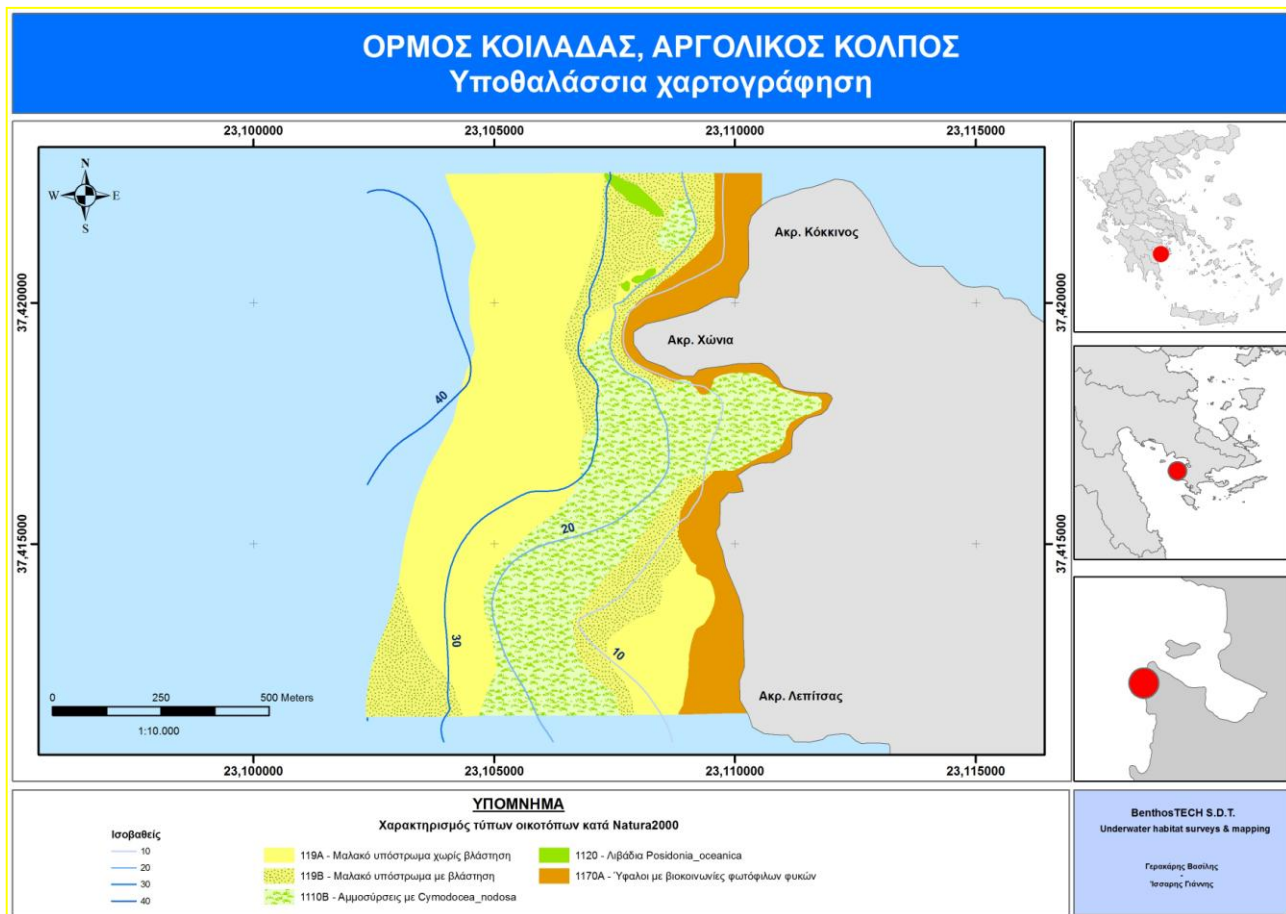 ΟΡΜΟΣ ΚΟΙΛΑΔΑΣ, ΑΡΓΟΛΙΚΟΣ ΚΟΛΠΟΣ
Υποθαλάσσια χαρτογράφηση
23,100000 23,105000 23,110000 23,115000
N
W E
S
Ακρ. Κόκκινος
37,420000 37,420000
Ακρ. Χώνια
40
20
37,415000 37,415000
30
10
Ακρ. Λεπίτσας
0 250 500 Meters
1:10.000
23,100000 23,105000 23,110000 23,115000
ΥΠΟΜΝΗΜΑ
Χαρακτηρισμός τύπων οικοτόπων κατά Natura2000
Ισοβαθείς
10
20
30
40
119Α - Μαλακό υπόστρωμα χωρίς βλάστηση
119Β - Μαλακό υπόστρωμα με βλάστηση
1110Β - Αμμοσύρσεις με Cymodocea_nodosa
1120 - Λιβάδια Posidonia_oceanica
1170Α - Ύφαλοι με βιοκοινωνίες φωτόφιλων φυκών
BenthosTECH S.D.T.
Underwater habitat surveys & mapping
Γερακάρης Βασίλης
-
Ίσσαρης Γιάννης